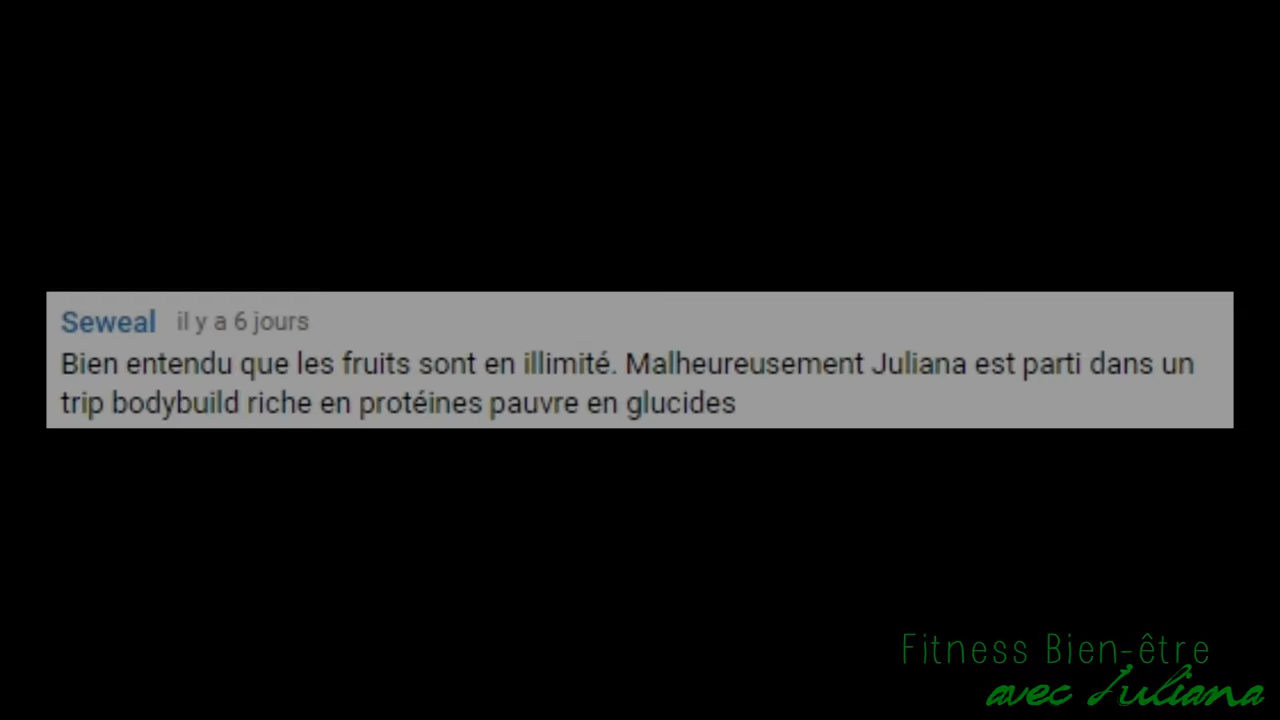 Seweal il y a 6 jours
Bien entendu que les fruits sont en illimité. Malheureusement Juliana est parti dans un
trip bodybuild riche en protéines pauvre en glucides
Fitness Bien-être
avec Juliana